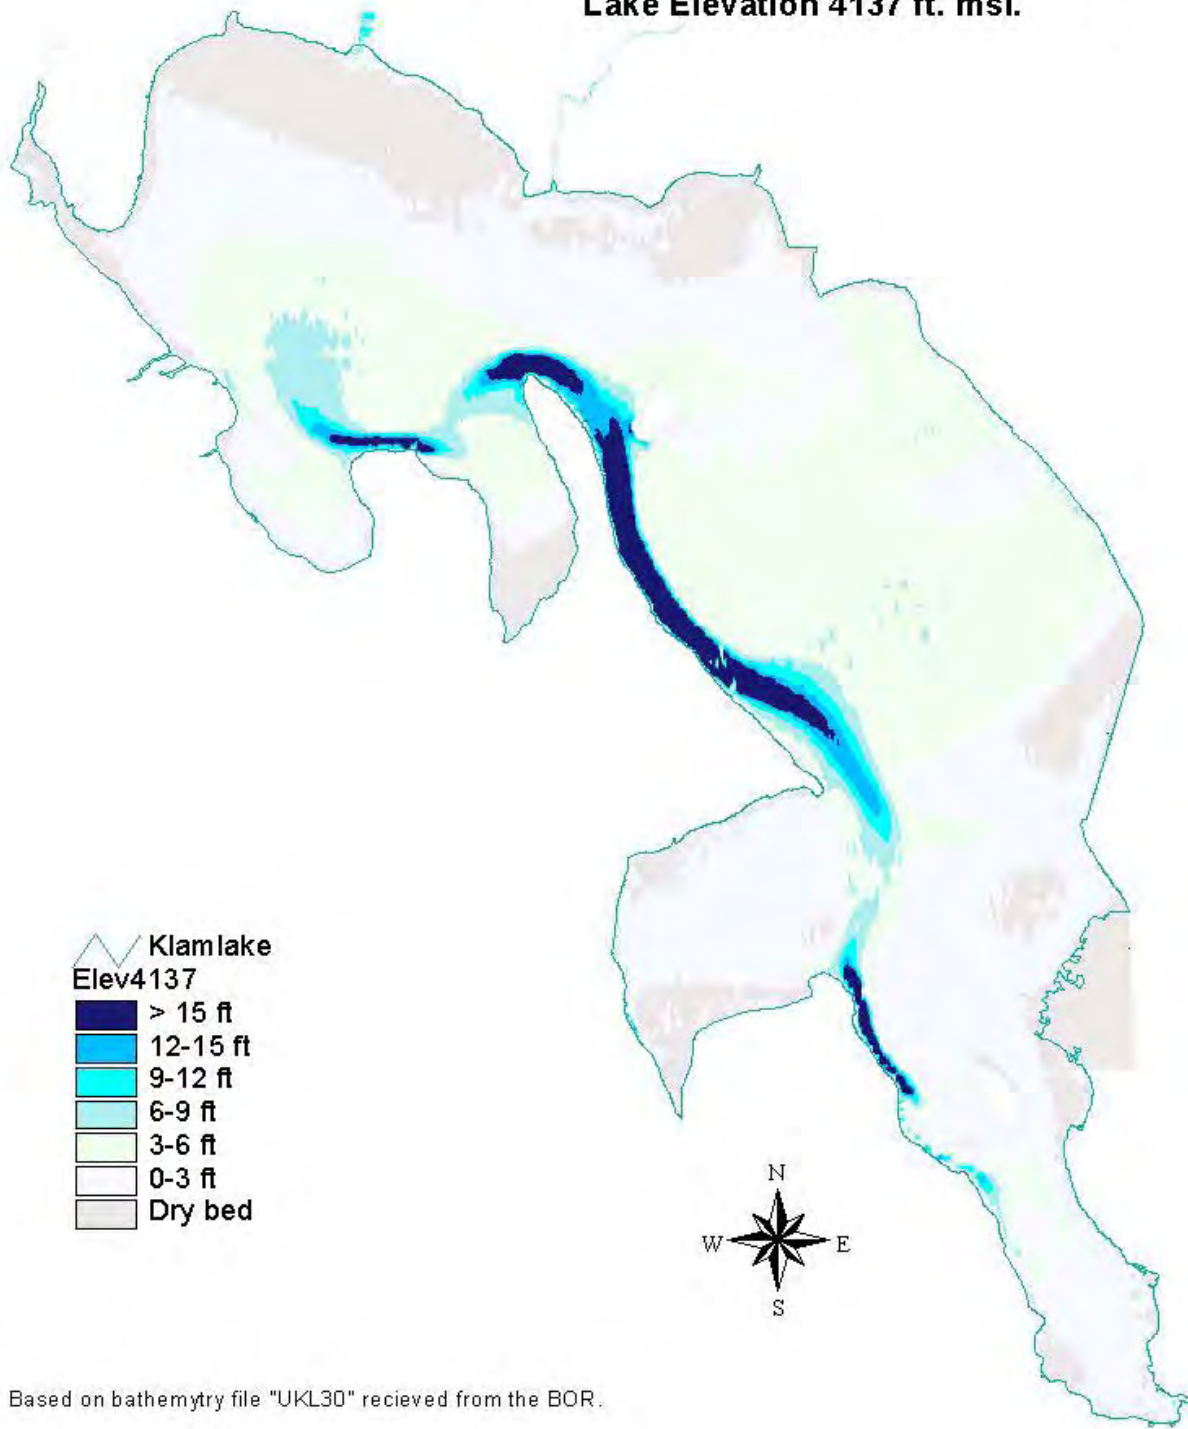 Lake Elevation 4137 ft. msl.
Klamlake
Elev4137
> 15 ft
12-15 ft
9-12 ft
6-9 ft
3-6 ft
0-3 ft
Dry bed
N
W E
S
Based on bathemytry file "UKL30" recieved from the BOR.